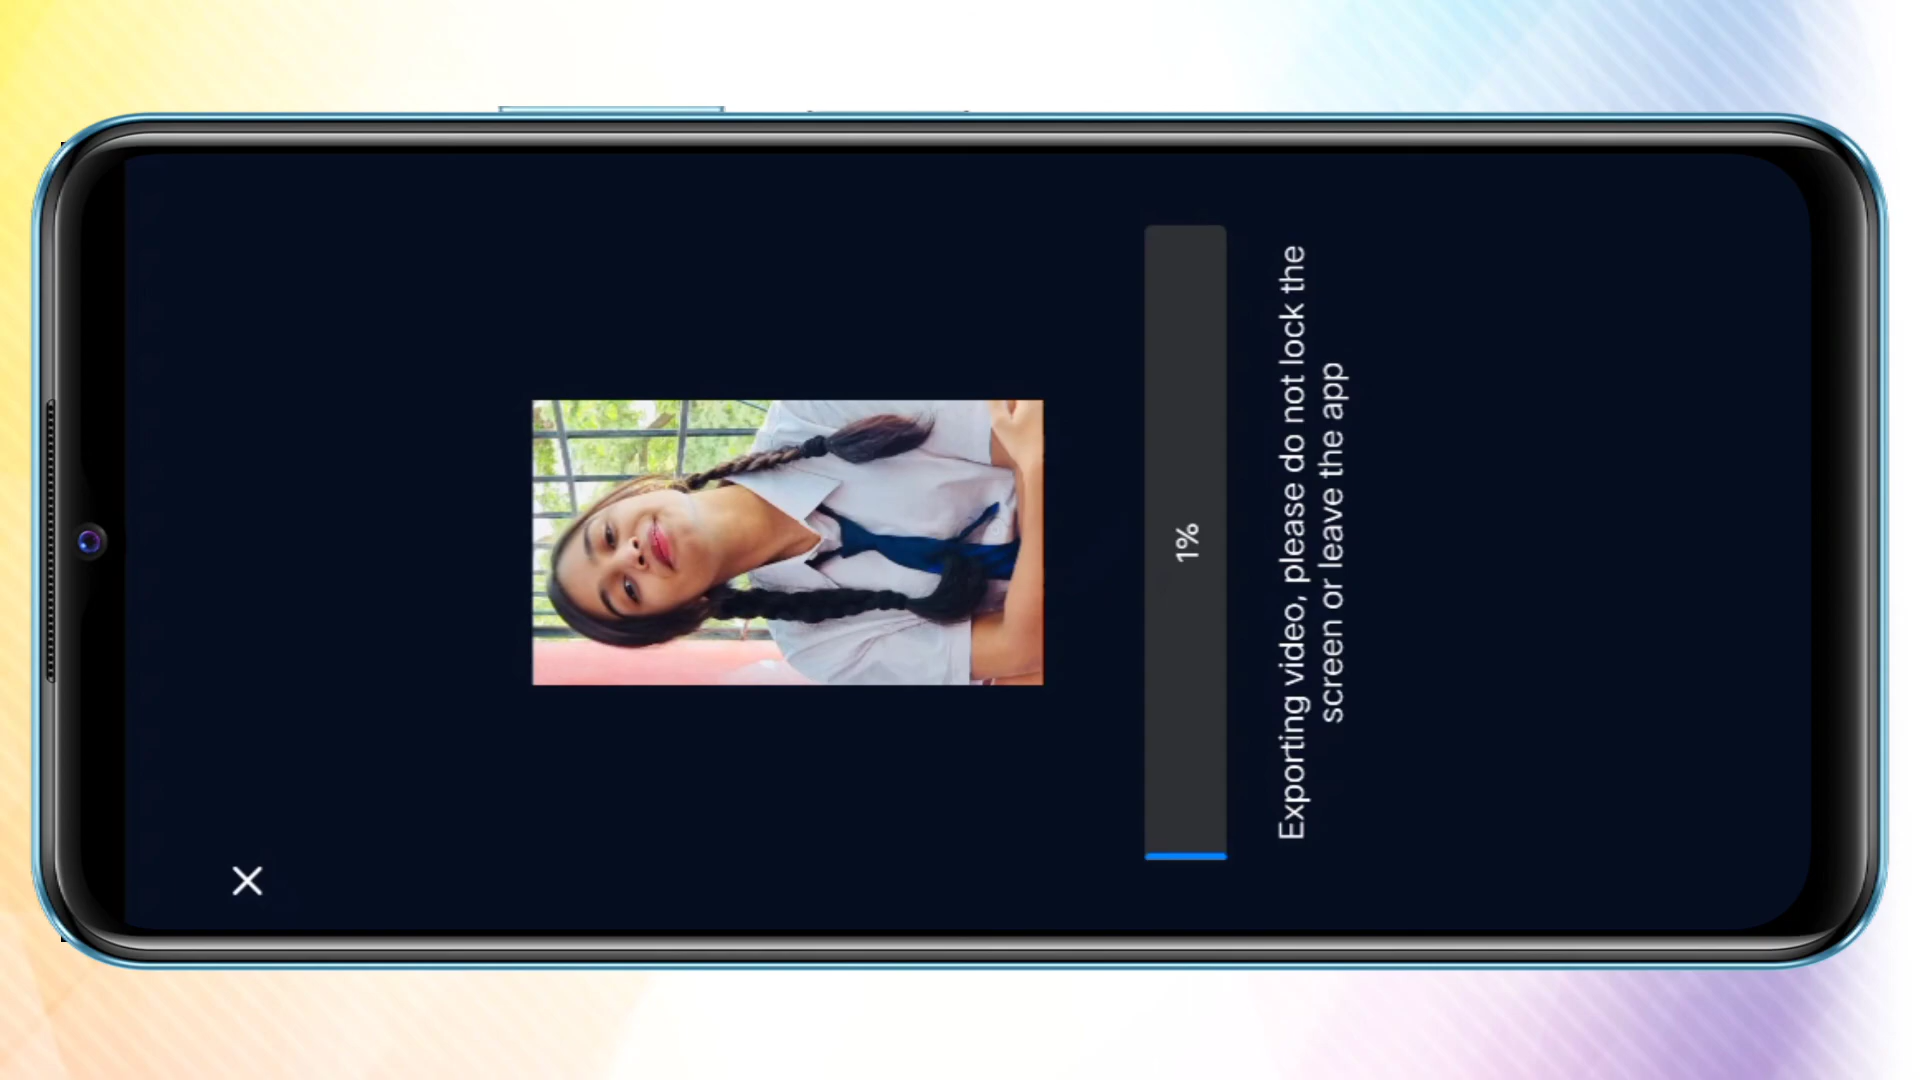 1%
Exporting video, please do not lock the
screen or leave the app